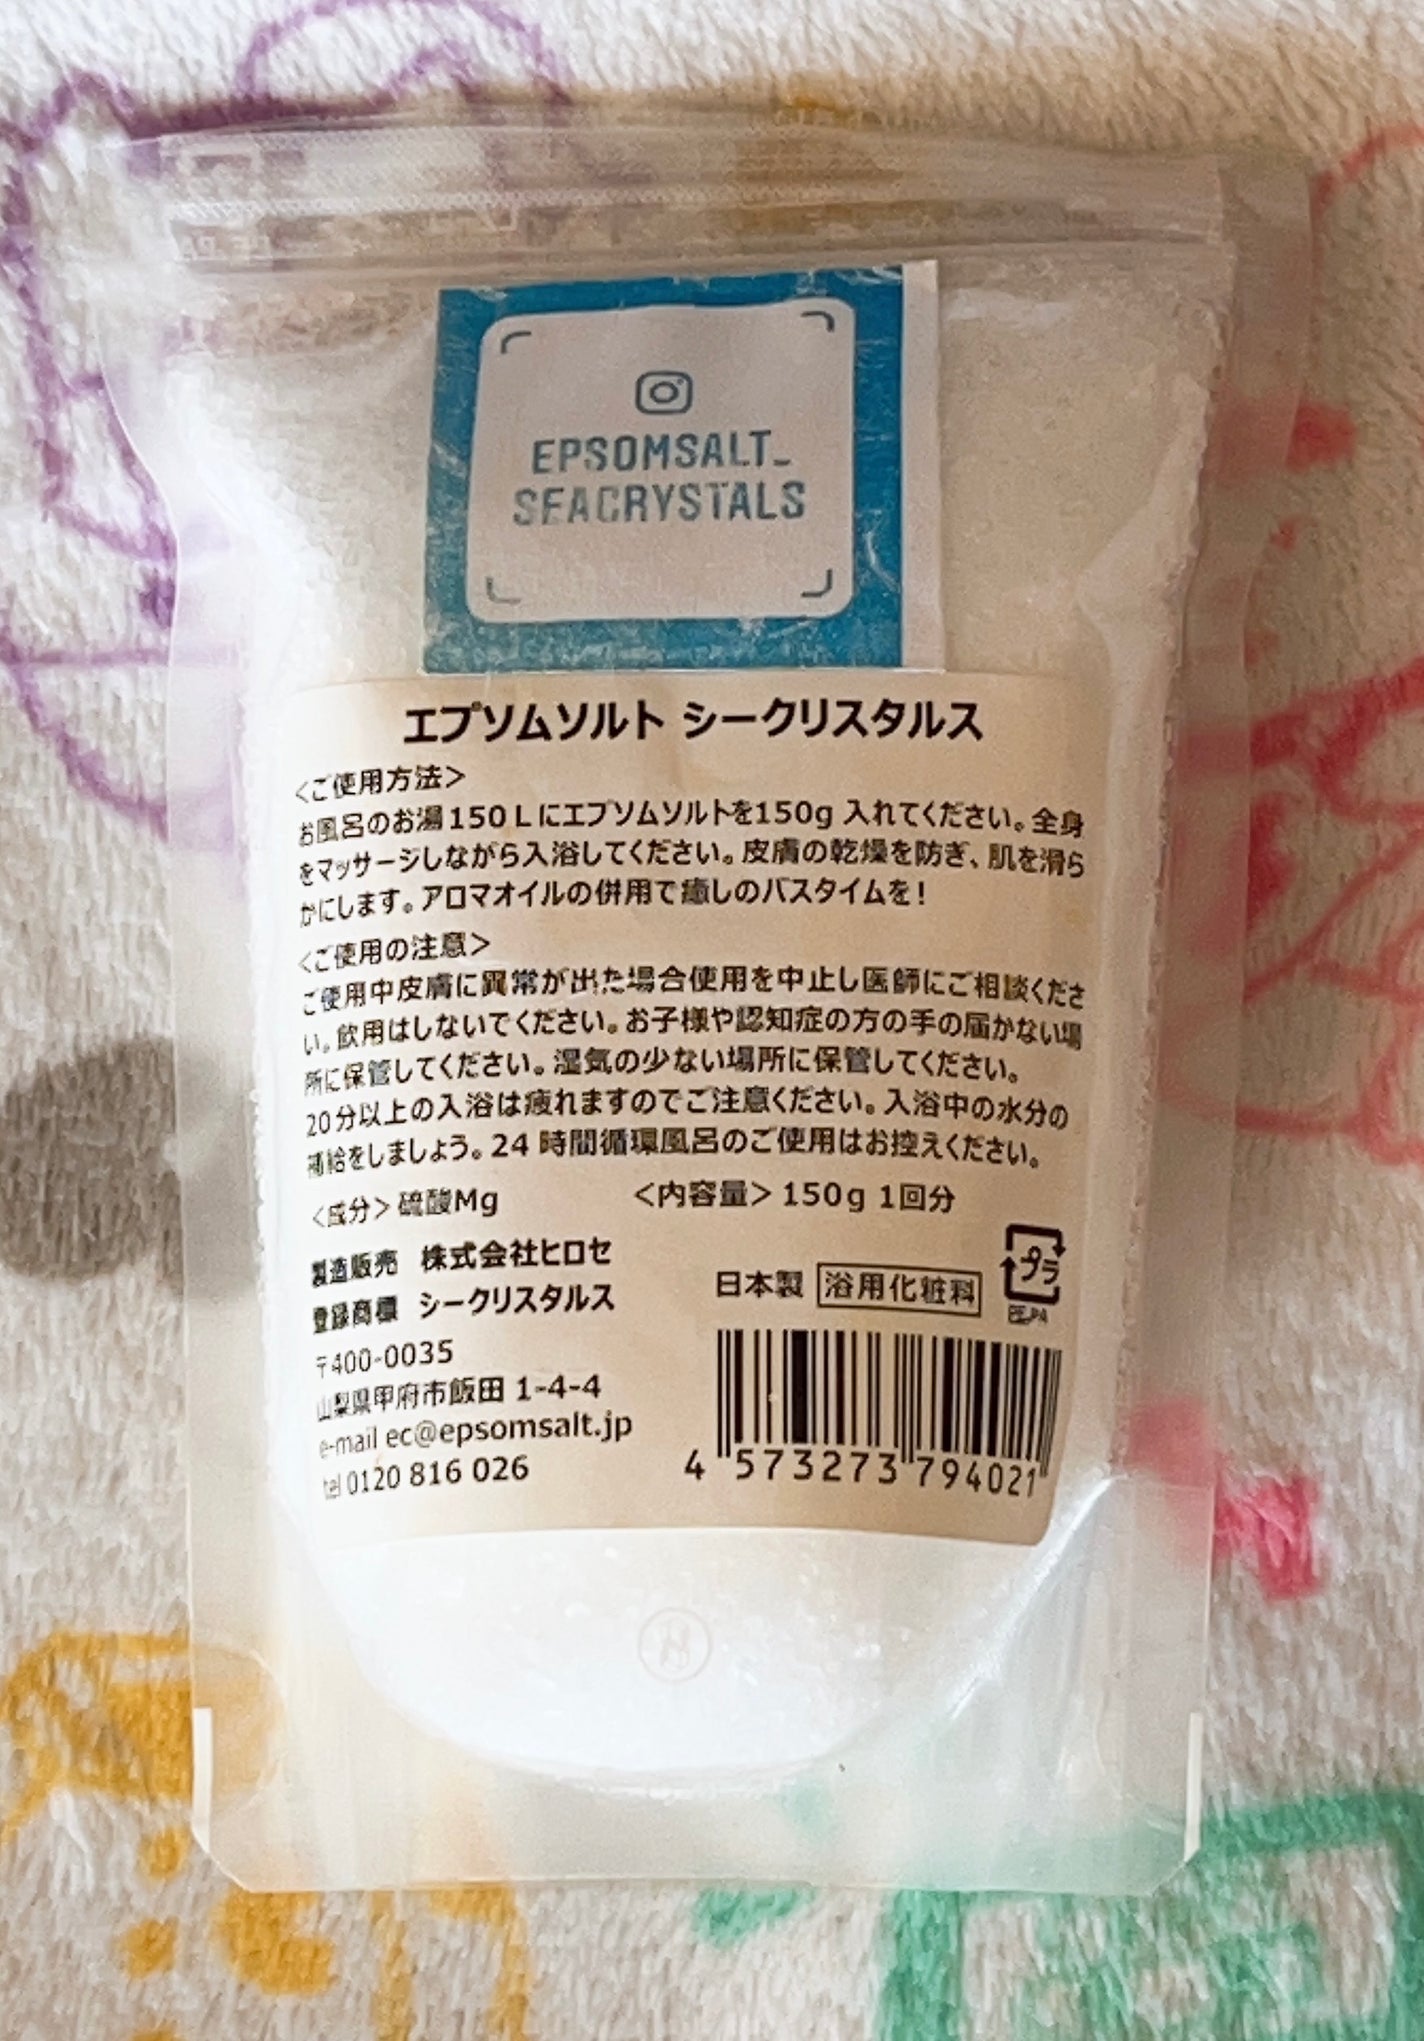 EPSOMSALT_
SEACRYSTALS
エプソムソルト シークリスタルス
<ご使用方法>
お風呂のお湯150Lにエプソムソルトを150g 入れてください。全身
をマッサージしながら入浴してください。皮膚の乾燥を防ぎ、肌を滑ら
かにします。アロマオイルの併用で癒しのバスタイムを!
<ご使用の注意>
ご使用中皮膚に異常が出た場合使用を中止し医師にご相談くださ
い。飲用はしないでください。お子様や認知症の方の手の届かない場
所に保管してください。湿気の少ない場所に保管してください。
20分以上の入浴は疲れますのでご注意ください。入浴中の水分の
補給をしましょう。24 時間循環風呂のご使用はお控えください。
<成分> 硫酸Mg <内容量> 150g 1回分
製造販売 株式会社ヒロセ
登録商標 シークリスタルス
日本製 浴用化粧料
プラ
PE,PA
〒400-0035
山梨県甲府市飯田 1-4-4
e-mail ec@epsomsalt.jp
tel 0120 816 026
4 573273 794021